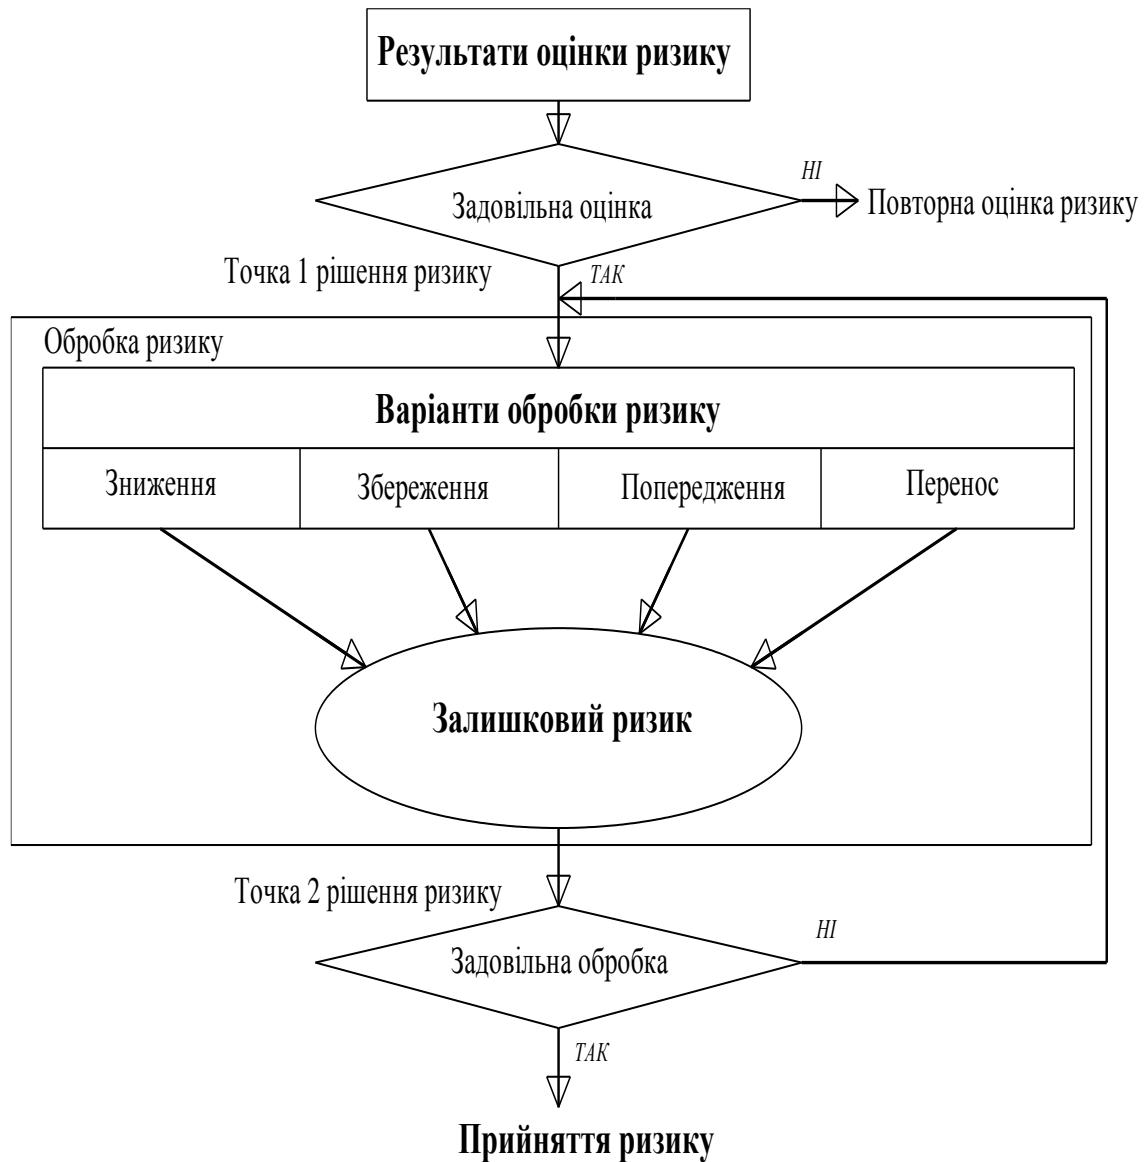 Результати оцінки ризику
НІ
Задовільна оцінка
Повторна оцінка ризику
Точка 1 рішення ризику
ТАК
Обробка ризику
Варіанти обробки ризику
Зниження
Збереження
Попередження
Перенос
Залишковий ризик
Точка 2 рішення ризику
НІ
Задовільна обробка
ТАК
Прийняття ризику